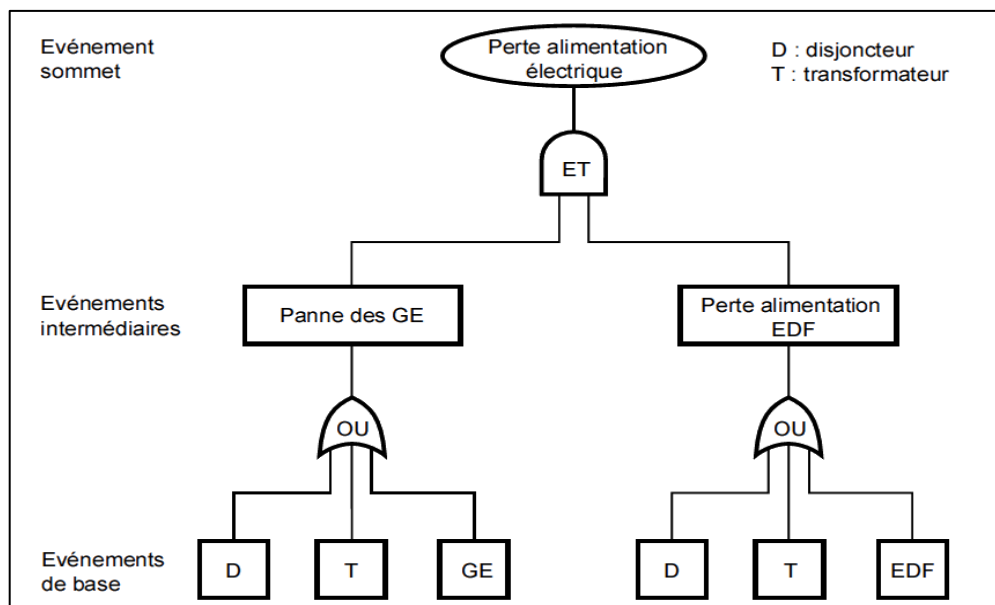 Evénement
sommet
Perte alimentation
électrique
D : disjoncteur
T : transformateur
ET
Evénements
intermédiaires
Panne des GE
Perte alimentation
EDF
OU
OU
Evénements
de base
D
T
GE
D
T
EDF